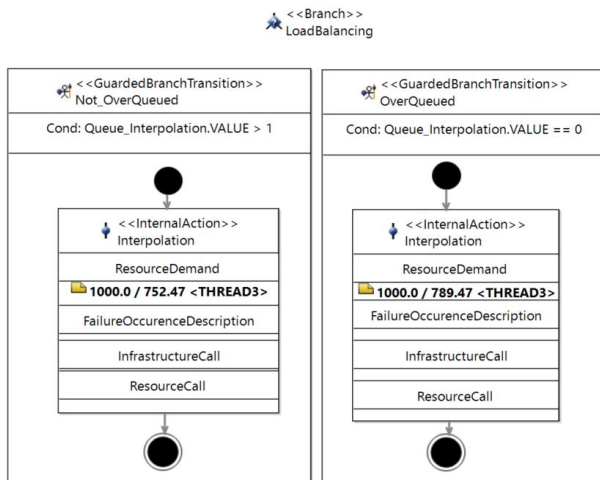 <<Branch>>
LoadBalancing
<<GuardedBranchTransition>>
Not_OverQueued
Cond: Queue_Interpolation.VALUE > 1
<<InternalAction>>
Interpolation
ResourceDemand
1000.0 / 752.47 <THREAD3>
FailureOccurenceDescription
InfrastructureCall
ResourceCall
<<GuardedBranchTransition>>
OverQueued
Cond: Queue_Interpolation.VALUE == 0
<<InternalAction>>
Interpolation
ResourceDemand
1000.0 / 789.47 <THREAD3>
FailureOccurenceDescription
InfrastructureCall
ResourceCall